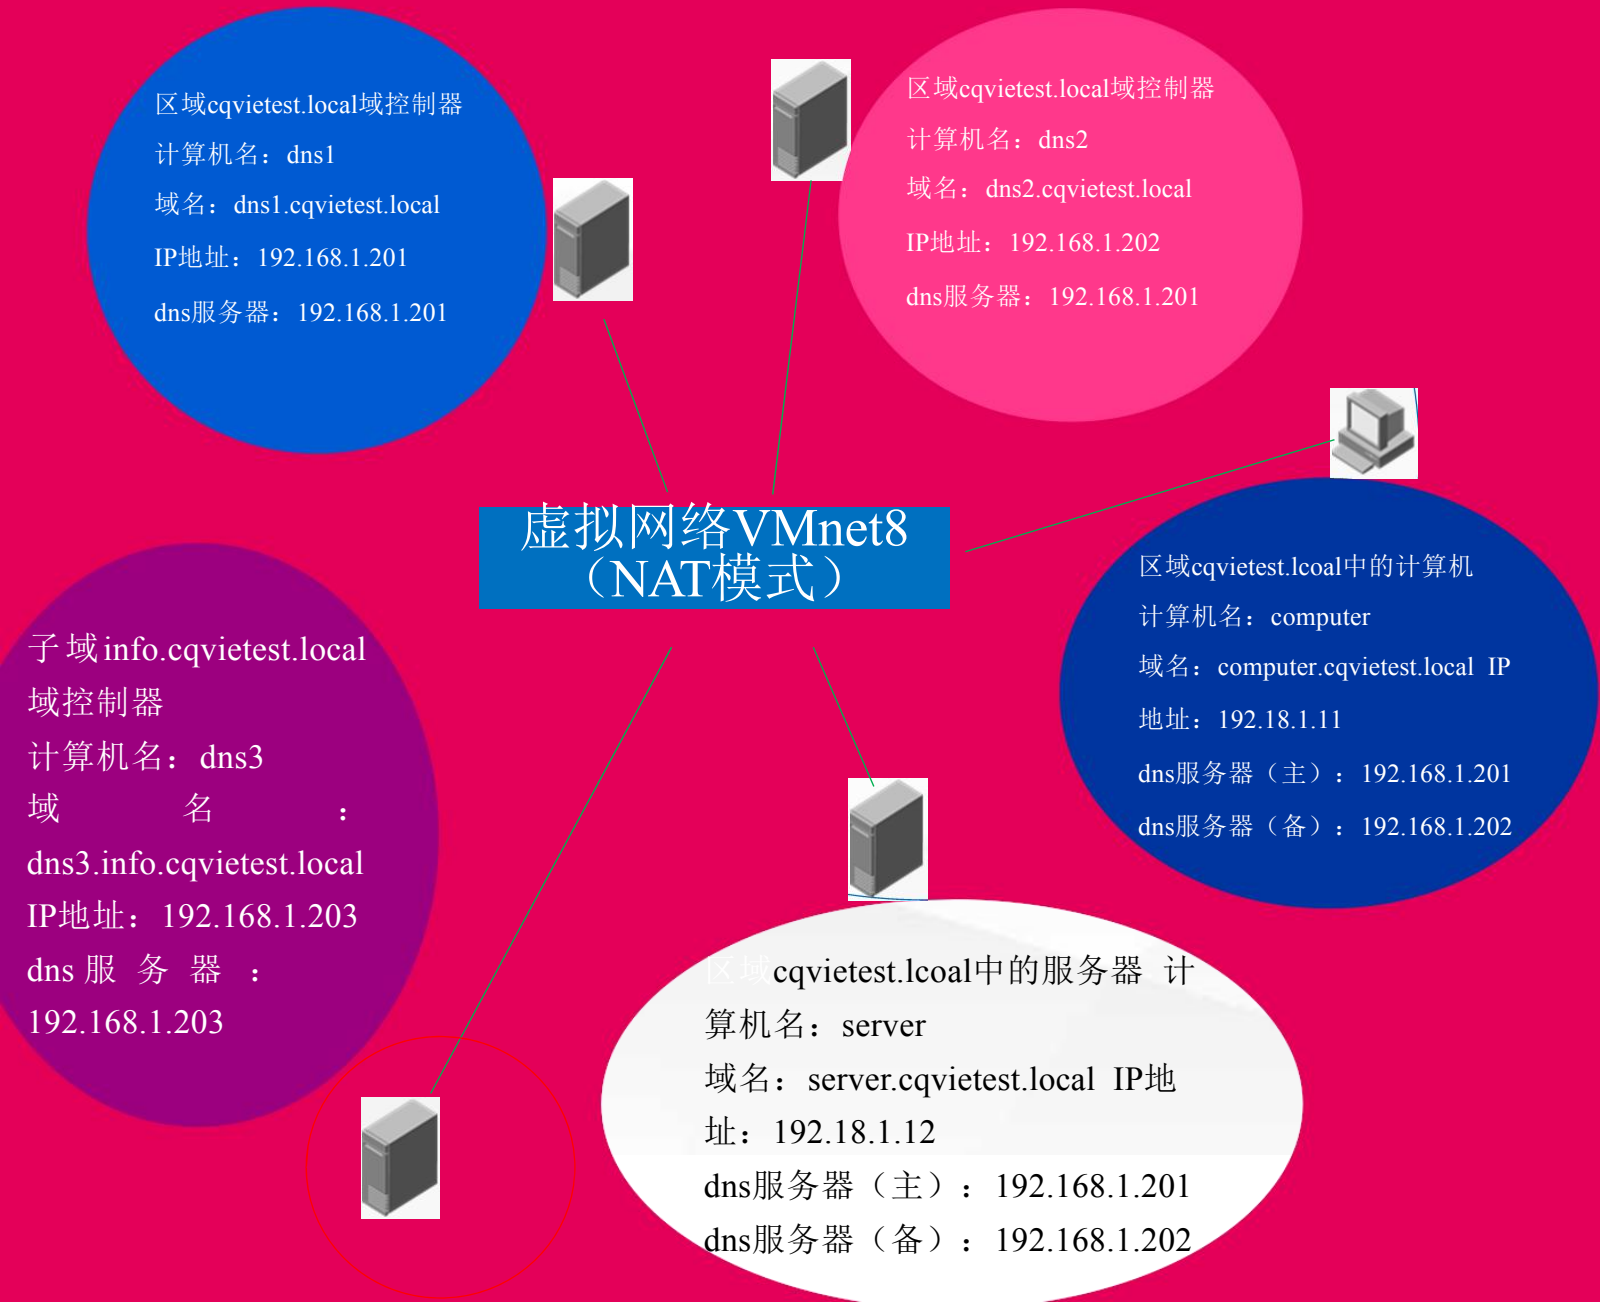 区域cqvietest.local域控制器
计算机名：dns1
域名：dns1.cqvietest.local
IP地址：192.168.1.201
dns服务器：192.168.1.201
区域cqvietest.local域控制器
计算机名：dns2
域名：dns2.cqvietest.local
IP地址：192.168.1.202
dns服务器：192.168.1.201
虚拟网络VMnet8
（NAT模式）
区域cqvietest.lcoal中的计算机
计算机名：computer
域名：computer.cqvietest.local IP
地址：192.18.1.11
dns服务器（主）：192.168.1.201
dns服务器（备）：192.168.1.202
子域info.cqvietest.local
域控制器
计算机名：dns3
域名：
dns3.info.cqvietest.local
IP地址：192.168.1.203
dns服务器：
192.168.1.203
区域cqvietest.lcoal中的服务器 计
算机名：server
域名：server.cqvietest.local IP地
址：192.18.1.12
dns服务器（主）：192.168.1.201
dns服务器（备）：192.168.1.202